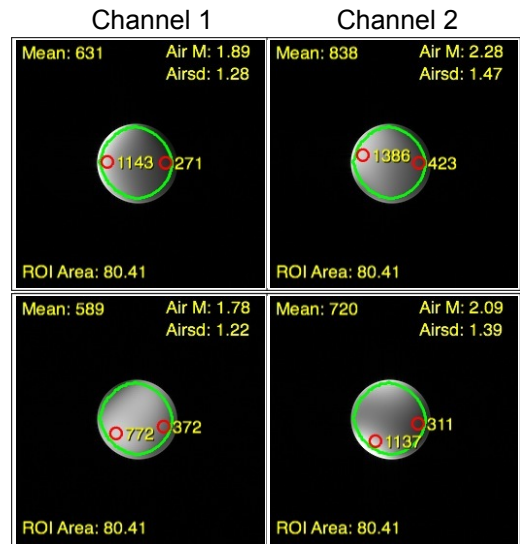 Channel 1 Channel 2
Mean: 631 Air M: 1.89
Airsd: 1.28
1143 271
ROI Area: 80.41
Mean: 838 Air M: 2.28
Airsd: 1.47
1386 423
ROI Area: 80.41
Mean: 589 Air M: 1.78
Airsd: 1.22
772 372
ROI Area: 80.41
Mean: 720 Air M: 2.09
Airsd: 1.39
311
1137
ROI Area: 80.41